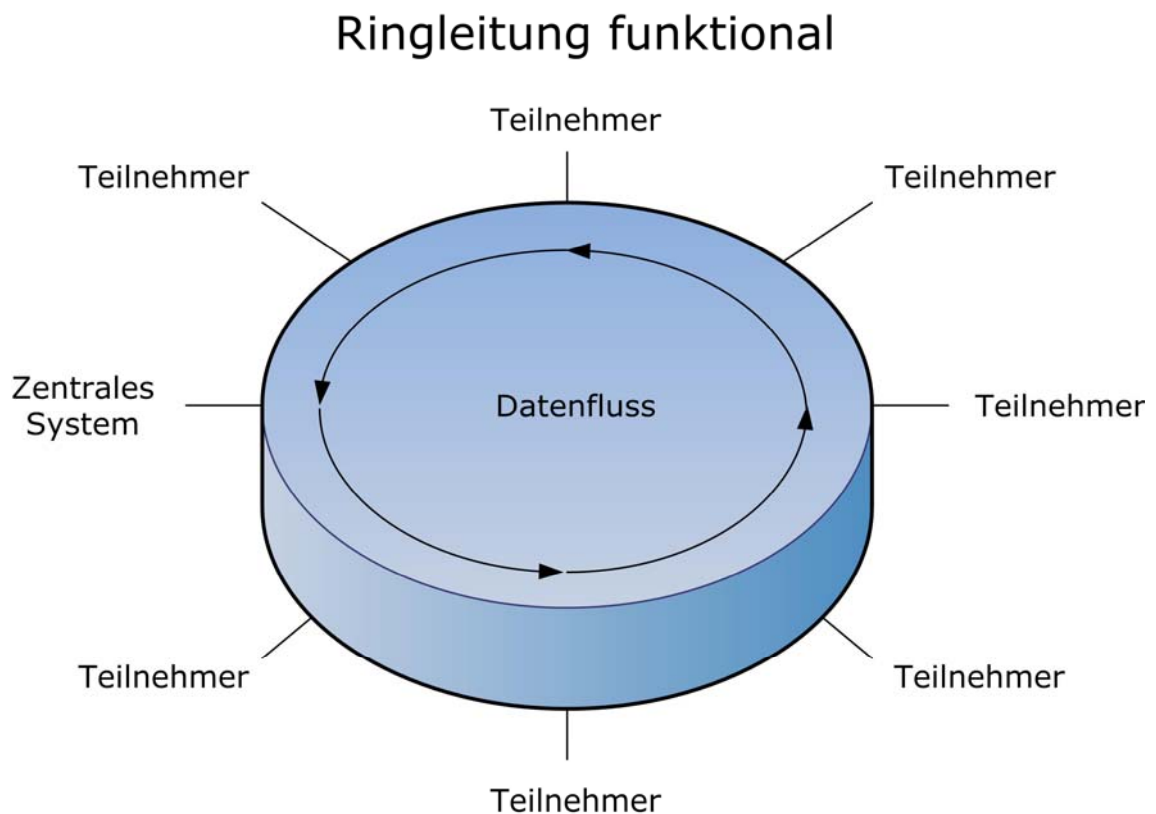 Ringleitung funktional
Teilnehmer
Teilnehmer
Teilnehmer
Zentrales
System
Datenfluss
Teilnehmer
Teilnehmer
Teilnehmer
Teilnehmer